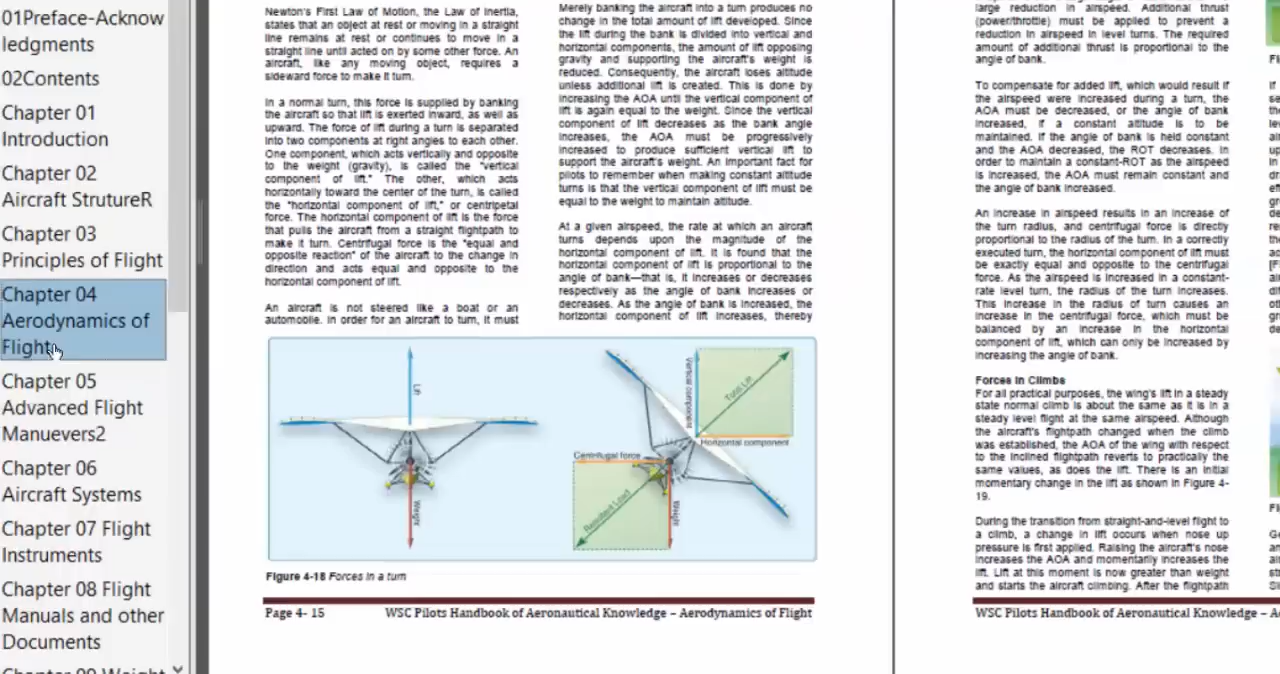 01Preface-Acknow
ledgments
02Contents
Chapter 01
Introduction
Chapter 02
Aircraft StrutureR
Chapter 03
Principles of Flight
Chapter 04
Aerodynamics of
Flight
Chapter 05
Advanced Flight
Manuevers2
Chapter 06
Aircraft Systems
Chapter 07 Flight
Instruments
Chapter 08 Flight
Manuals and other
Documents
Chapter 09 Weight
Newton's First Law of Motion, the Law of Inertia,
states that an object at rest or moving in a straight
line remains at rest or continues to move in a
straight line until acted on by some other force. An
aircraft, like any moving object, requires a
sideward force to make it turn.
In a normal turn, this force is supplied by banking
the aircraft so that lift is exerted inward, as well as
upward. The force of lift during a turn is separated
into two components at right angles to each other.
One component, which acts vertically and opposite
to the weight (gravity), is called the "vertical
component of lift." The other, which acts
horizontally toward the center of the turn, is called
the "horizontal component of lift," or centripetal
force. The horizontal component of lift is the force
that pulls the aircraft from a straight flightpath to
make it turn. Centrifugal force is the "equal and
opposite reaction" of the aircraft to the change in
direction and acts equal and opposite to the
horizontal component of lift.
An aircraft is not steered like a boat or an
automobile. In order for an aircraft to turn, it must
Merely banking the aircraft into a turn produces no
change in the total amount of lift developed. Since
the lift during the bank is divided into vertical and
horizontal components, the amount of lift opposing
gravity and supporting the aircraft's weight is
reduced. Consequently, the aircraft loses altitude
unless additional lift is created. This is done by
increasing the AOA until the vertical component of
lift is again equal to the weight. Since the vertical
component of lift decreases as the bank angle
increases, the AOA must be progressively
increased to produce sufficient vertical lift to
support the aircraft's weight. An important fact for
pilots to remember when making constant altitude
turns is that the vertical component of lift must be
equal to the weight to maintain altitude.
At a given airspeed, the rate at which an aircraft
turns depends upon the magnitude of the
horizontal component of lift. It is found that the
horizontal component of lift is proportional to the
angle of bank—that is, it increases or decreases
respectively as the angle of bank increases or
decreases. As the angle of bank is increased, the
horizontal component of lift increases, thereby
Lift
Weight
Vertical component
Total Lift
Horizontal component
Centrifugal force
Resultant Load
Weight
Figure 4-18 Forces in a turn
Page 4- 15 WSC Pilots Handbook of Aeronautical Knowledge – Aerodynamics of Flight
large reduction in airspeed. Additional thrust
(power/throttle) must be applied to prevent a
reduction in airspeed in level turns. The required
amount of additional thrust is proportional to the
angle of bank.
To compensate for added lift, which would result if
the airspeed were increased during a turn, the
AOA must be decreased, or the angle of bank
increased, if a constant altitude is to be
maintained. If the angle of bank is held constant
and the AOA decreased, the ROT decreases. In
order to maintain a constant-ROT as the airspeed
is increased, the AOA must remain constant and
the angle of bank increased.
An increase in airspeed results in an increase of
the turn radius, and centrifugal force is directly
proportional to the radius of the turn. In a correctly
executed turn, the horizontal component of lift must
be exactly equal and opposite to the centrifugal
force. As the airspeed is increased in a constant-
rate level turn, the radius of the turn increases.
This increase in the radius of turn causes an
increase in the centrifugal force, which must be
balanced by an increase in the horizontal
component of lift, which can only be increased by
increasing the angle of bank.
Forces in Climbs
For all practical purposes, the wing's lift in a steady
state normal climb is about the same as it is in a
steady level flight at the same airspeed. Although
the aircraft's flightpath changed when the climb
was established, the AOA of the wing with respect
to the inclined flightpath reverts to practically the
same values, as does the lift. There is an initial
momentary change in the lift as shown in Figure 4-
19.
During the transition from straight-and-level flight to
a climb, a change in lift occurs when nose up
pressure is first applied. Raising the aircraft's nose
increases the AOA and momentarily increases the
lift. Lift at this moment is now greater than weight
and starts the aircraft climbing. After the flightpath
WSC Pilots Handbook of Aeronautical Knowledge – A